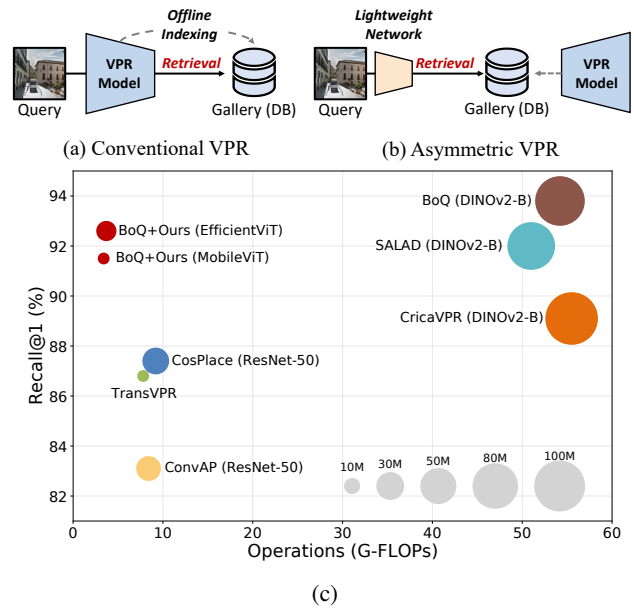 Offline
Indexing
VPR
Model
Retrieval
Query
Gallery (DB)
(a) Conventional VPR
Lightweight
Network
Retrieval
VPR
Model
Query
Gallery (DB)
(b) Asymmetric VPR
Recall@1 (%)
94
92
90
88
86
84
82
BoQ (DINOv2-B)
BoQ+Ours (EfficientViT)
SALAD (DINOv2-B)
BoQ+Ours (MobileViT)
CricaVPR (DINOv2-B)
CosPlace (ResNet-50)
TransVPR
ConvAP (ResNet-50)
10M
30M
50M
80M
100M
0
10
20
30
40
50
60
Operations (G-FLOPs)
(c)